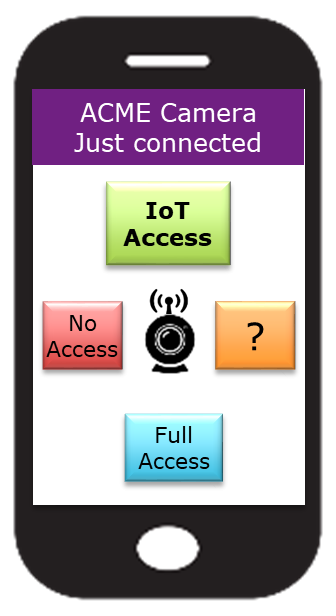 ACME Camera
Just connected
IoT
Access
No
Access
?
Full
Access